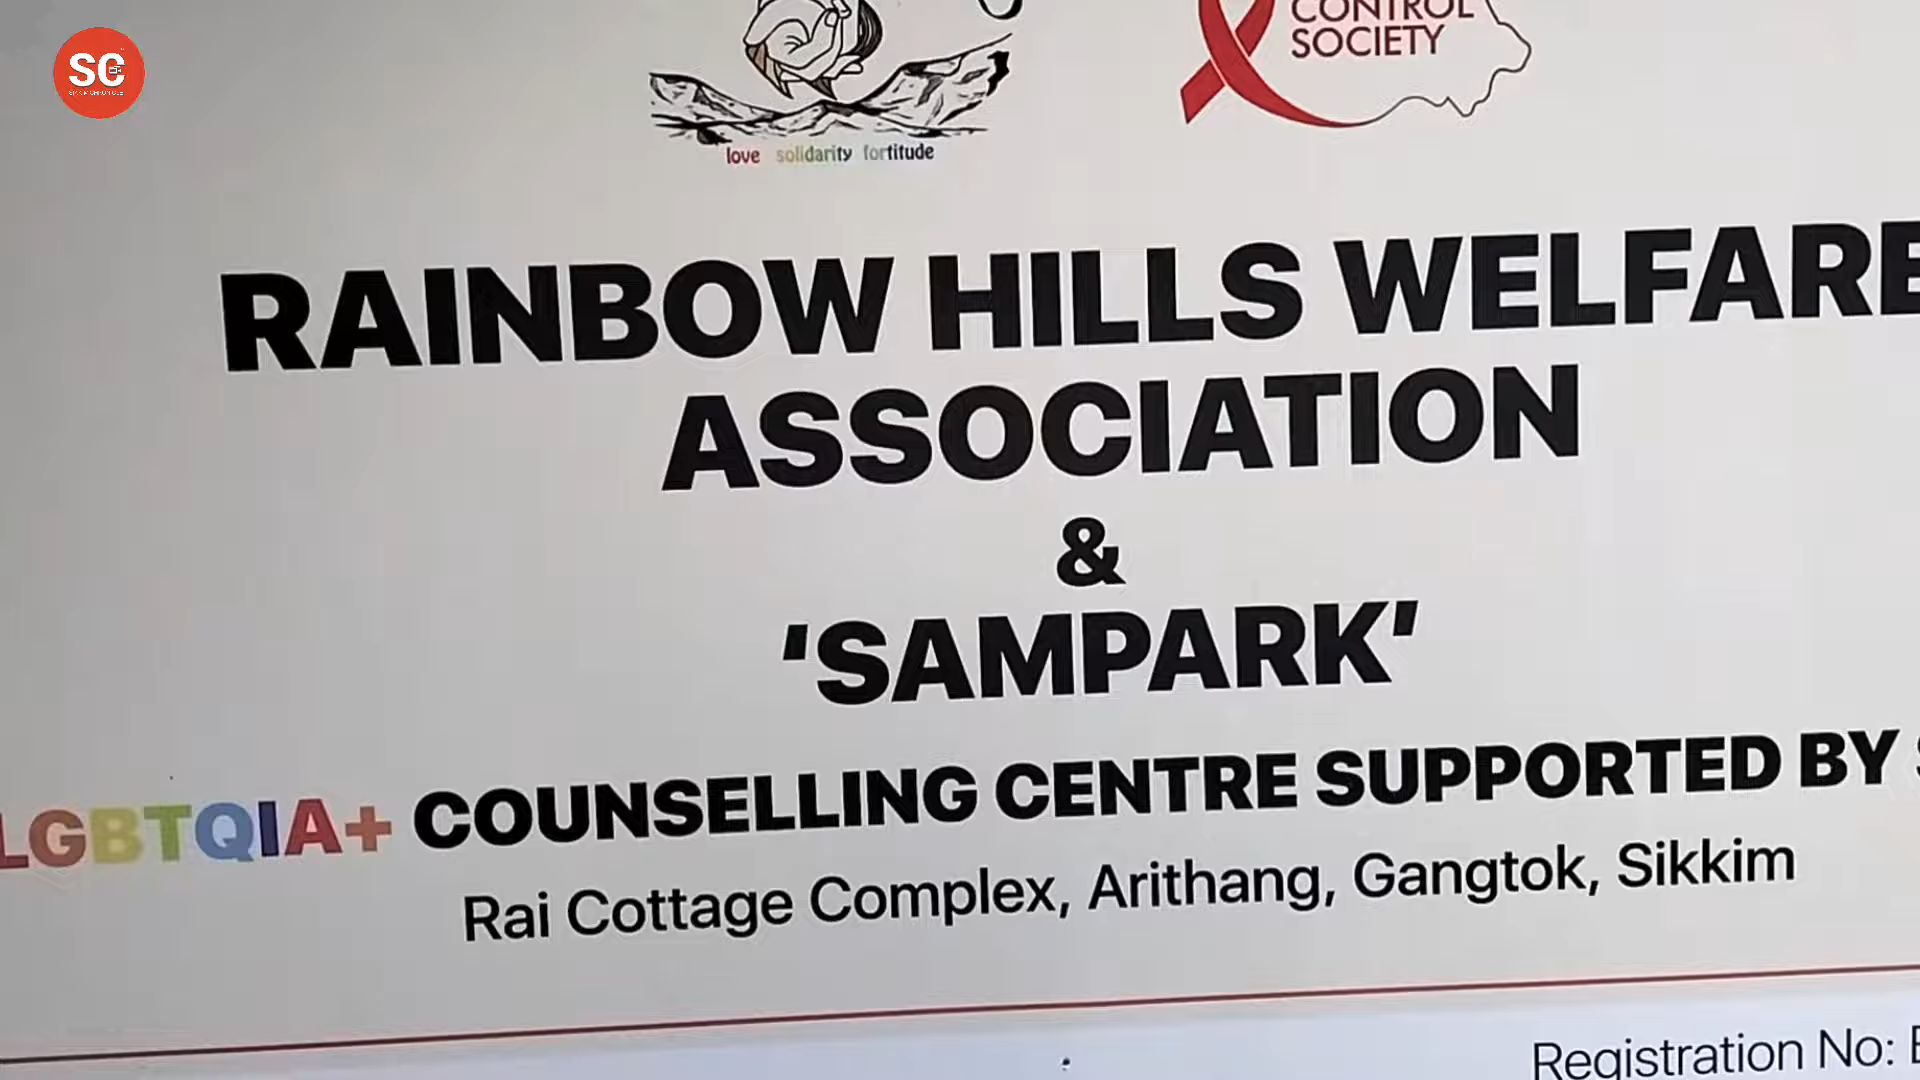 SC
CONTROL
SOCIETY
love solidarity fortitude
RAINBOW HILLS WELFARE
ASSOCIATION
&
‘SAMPARK’
LGBTQIA+ COUNSELLING CENTRE SUPPORTED BY
Rai Cottage Complex, Arithang, Gangtok, Sikkim
Registration No: